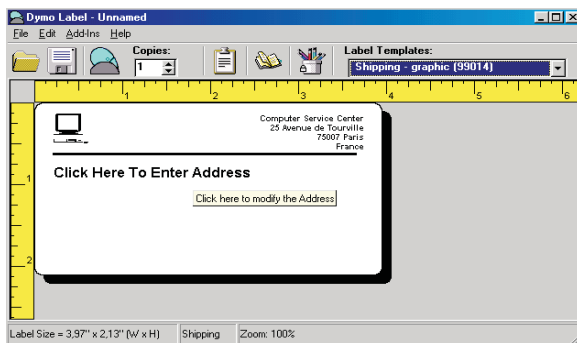 Dymo Label - Unnamed
File Edit Add-Ins Help
Copies:
1
Label Templates:
Shipping - graphic (99014)
1 2 3 4 5 6
1
2
Computer Service Center
25 Avenue de Tourville
75007 Paris
France
Click Here To Enter Address
Click here to modify the Address
Label Size = 3,97" x 2,13" (W x H) Shipping Zoom: 100%